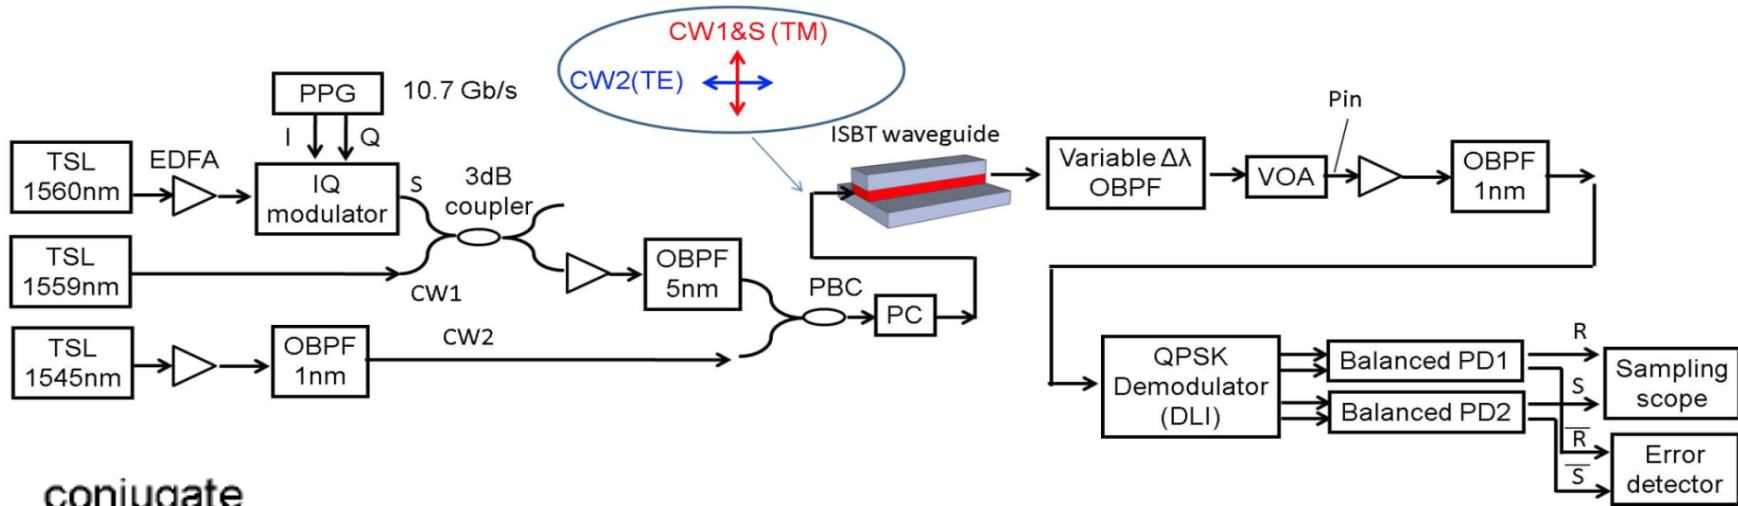 CW1&S (TM)
CW2(TE)
PPG
10.7 Gb/s
I
Q
TSL
1560nm
EDFA
IQ
modulator
S
3dB
coupler
TSL
1559nm
CW1
OBPF
5nm
TSL
1545nm
OBPF
1nm
CW2
PBC
PC
ISBT waveguide
Variable Δλ
OBPF
VOA
Pin
OBPF
1nm
QPSK
Demodulator
(DLI)
Balanced PD1
Balanced PD2
R
S
R̅
S̅
Sampling
scope
Error
detector
conjugate